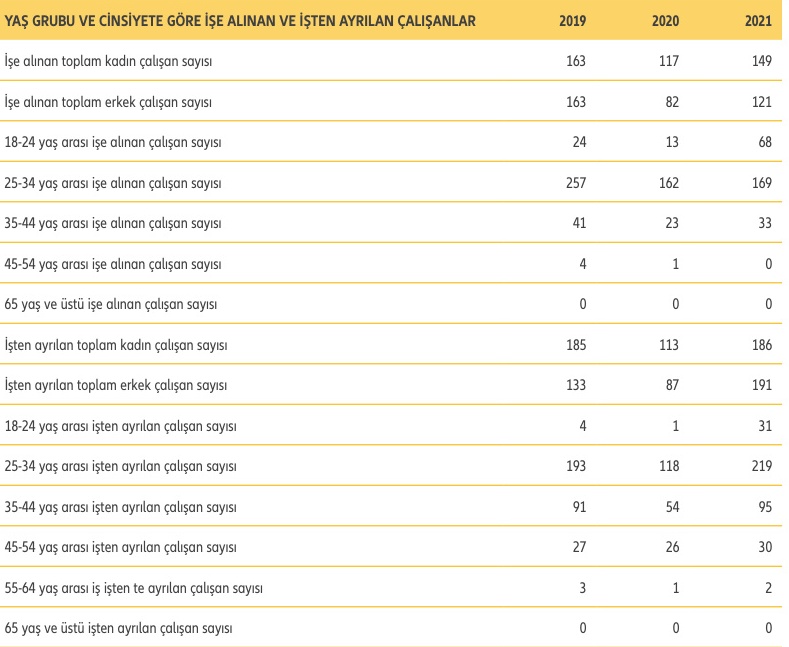 YAŞ GRUBU VE CİNSİYETE GÖRE İŞE ALINAN VE İŞTEN AYRILAN ÇALIŞANLAR 2019 2020 2021
İşe alınan toplam kadın çalışan sayısı 163 117 149
İşe alınan toplam erkek çalışan sayısı 163 82 121
18-24 yaş arası işe alınan çalışan sayısı 24 13 68
25-34 yaş arası işe alınan çalışan sayısı 257 162 169
35-44 yaş arası işe alınan çalışan sayısı 41 23 33
45-54 yaş arası işe alınan çalışan sayısı 4 1 0
65 yaş ve üstü işe alınan çalışan sayısı 0 0 0
İşten ayrılan toplam kadın çalışan sayısı 185 113 186
İşten ayrılan toplam erkek çalışan sayısı 133 87 191
18-24 yaş arası işten ayrılan çalışan sayısı 4 1 31
25-34 yaş arası işten ayrılan çalışan sayısı 193 118 219
35-44 yaş arası işten ayrılan çalışan sayısı 91 54 95
45-54 yaş arası işten ayrılan çalışan sayısı 27 26 30
55-64 yaş arası iş işten te ayrılan çalışan sayısı 3 1 2
65 yaş ve üstü işten ayrılan çalışan sayısı 0 0 0